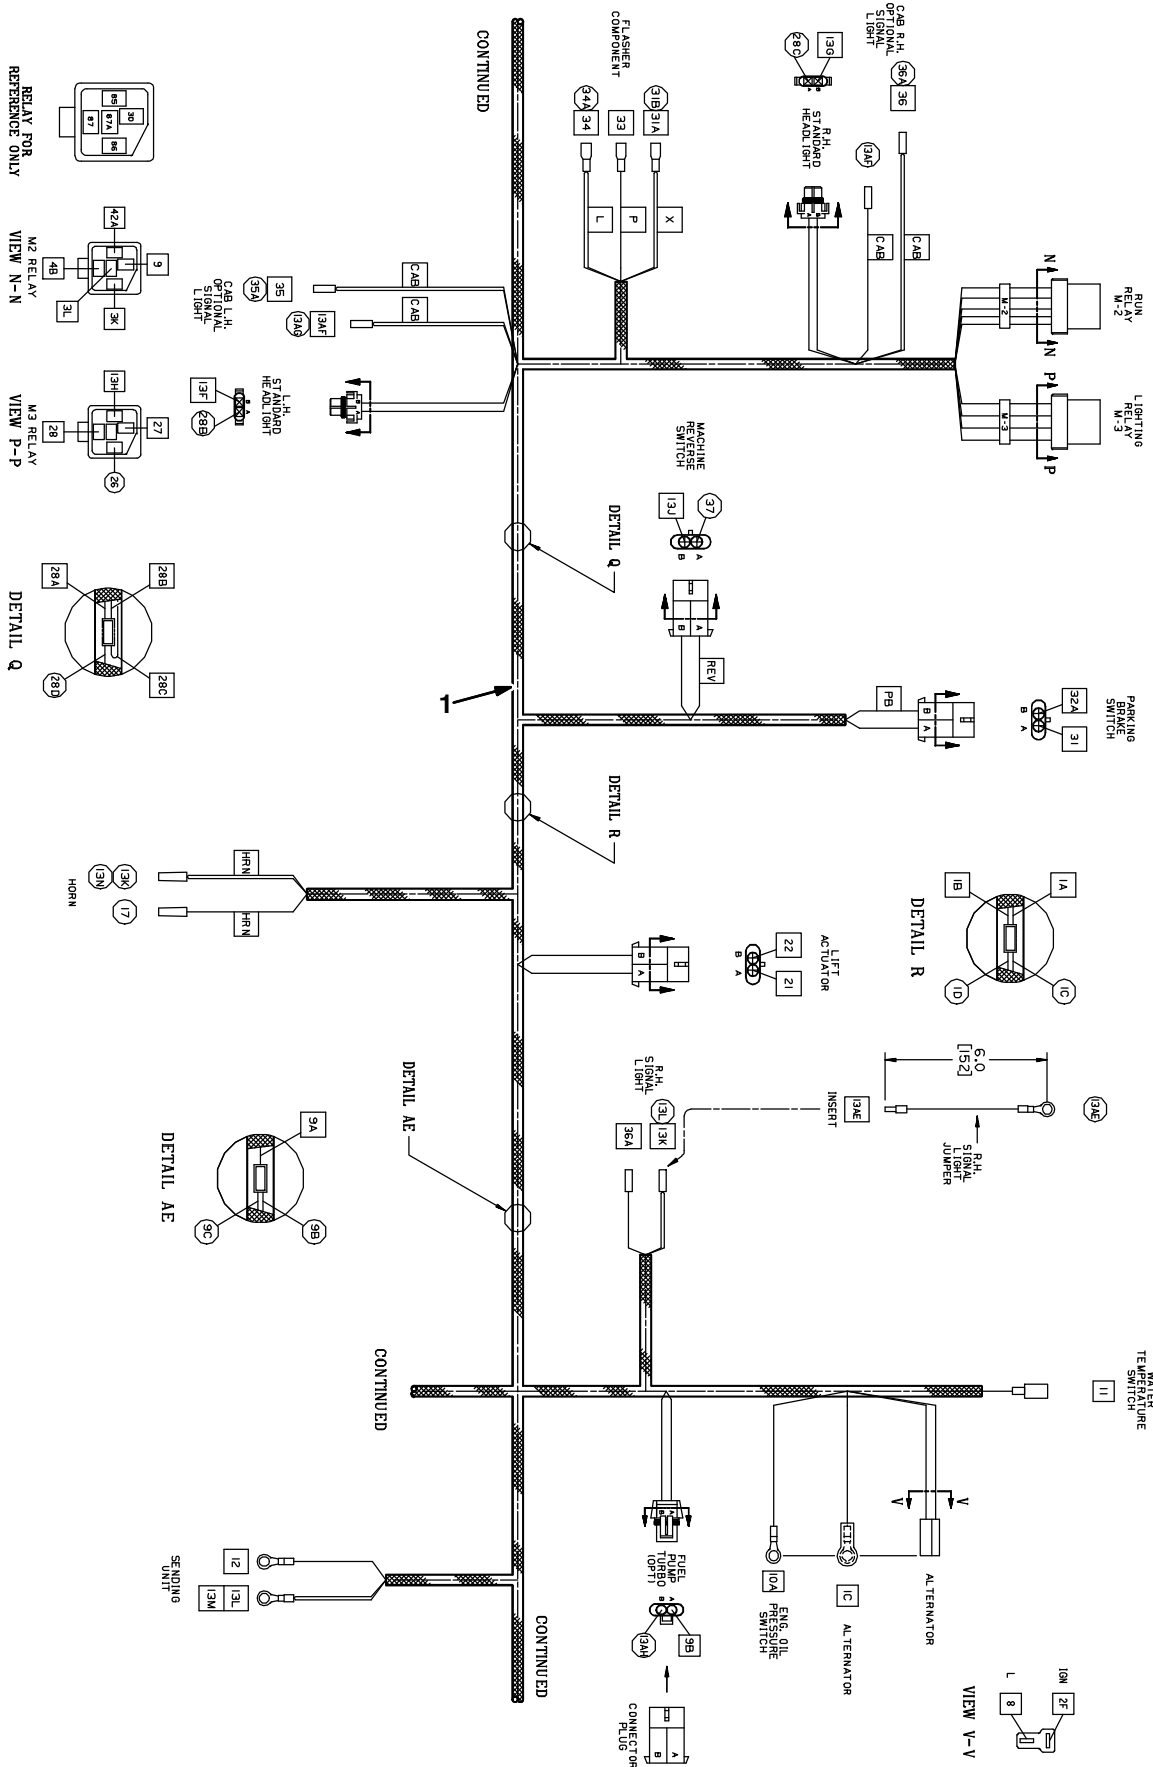 RUN
RELAY
M-2
LIGHTING
RELAY
M-3
N
N
P
P
M-2
M-3
CAB R.H.
OPTIONAL
SIGNAL
LIGHT
36A
36
13G
28C
A
B
R.H.
STANDARD
HEADLIGHT
13AF
A
B
CAB
CAB
FLASHER
COMPONENT
31B
31A
33
34A
34
X
P
L
CONTINUED
CAB
CAB
35
35A
13AF
13AG
CAB L.H.
OPTIONAL
SIGNAL
LIGHT
L.H.
STANDARD
HEADLIGHT
B
A
B
A
13F
28B
RELAY FOR
REFERENCE ONLY
85
30
87
87A
86
42A
9
4B
3L
3K
M2 RELAY
VIEW N-N
13H
27
28
26
M3 RELAY
VIEW P-P
MACHINE
REVERSE
SWITCH
37
13J
A
B
A
B
REV
DETAIL Q
28B
28A
28C
28D
DETAIL Q
1
PARKING
BRAKE
SWITCH
32A
31
B
A
B
A
PB
DETAIL R
1A
1B
1C
1D
DETAIL R
HRN
HRN
13K
13N
17
HORN
LIFT
ACTUATOR
22
21
B
A
B
A
6.0
[152]
13AE
13AE
INSERT
R.H.
SIGNAL
LIGHT
JUMPER
R.H.
SIGNAL
LIGHT
13L
13K
36A
DETAIL AE
9A
9B
9C
DETAIL AE
CONTINUED
WATER
TEMPERATURE
SWITCH
11
V
V
ALTERNATOR
1C
ALTERNATOR
10A
ENG. OIL
PRESSURE
SWITCH
A
B
FUEL
PUMP
TURBO
(OPT)
A
B
9B
13AH
CONNECTOR
PLUG
A
B
IGN
2F
L
8
VIEW V-V
12
13L
13M
SENDING
UNIT
CONTINUED